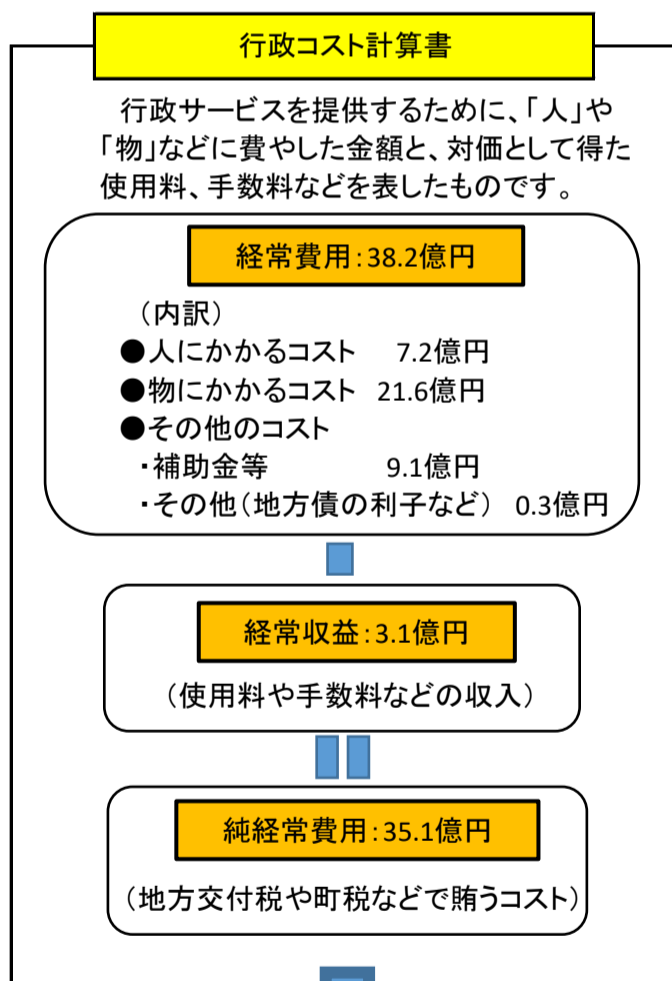 行政コスト計算書
行政サービスを提供するために、「人」や
「物」などに費やした金額と、対価として得た
使用料、手数料などを表したものです。
経常費用：38.2億円
（内訳）
●人にかかるコスト　7.2億円
●物にかかるコスト　21.6億円
●その他のコスト
・補助金等　9.1億円
・その他（地方債の利子など）　0.3億円
経常収益：3.1億円
（使用料や手数料などの収入）
純経常費用：35.1億円
（地方交付税や町税などで賄うコスト）